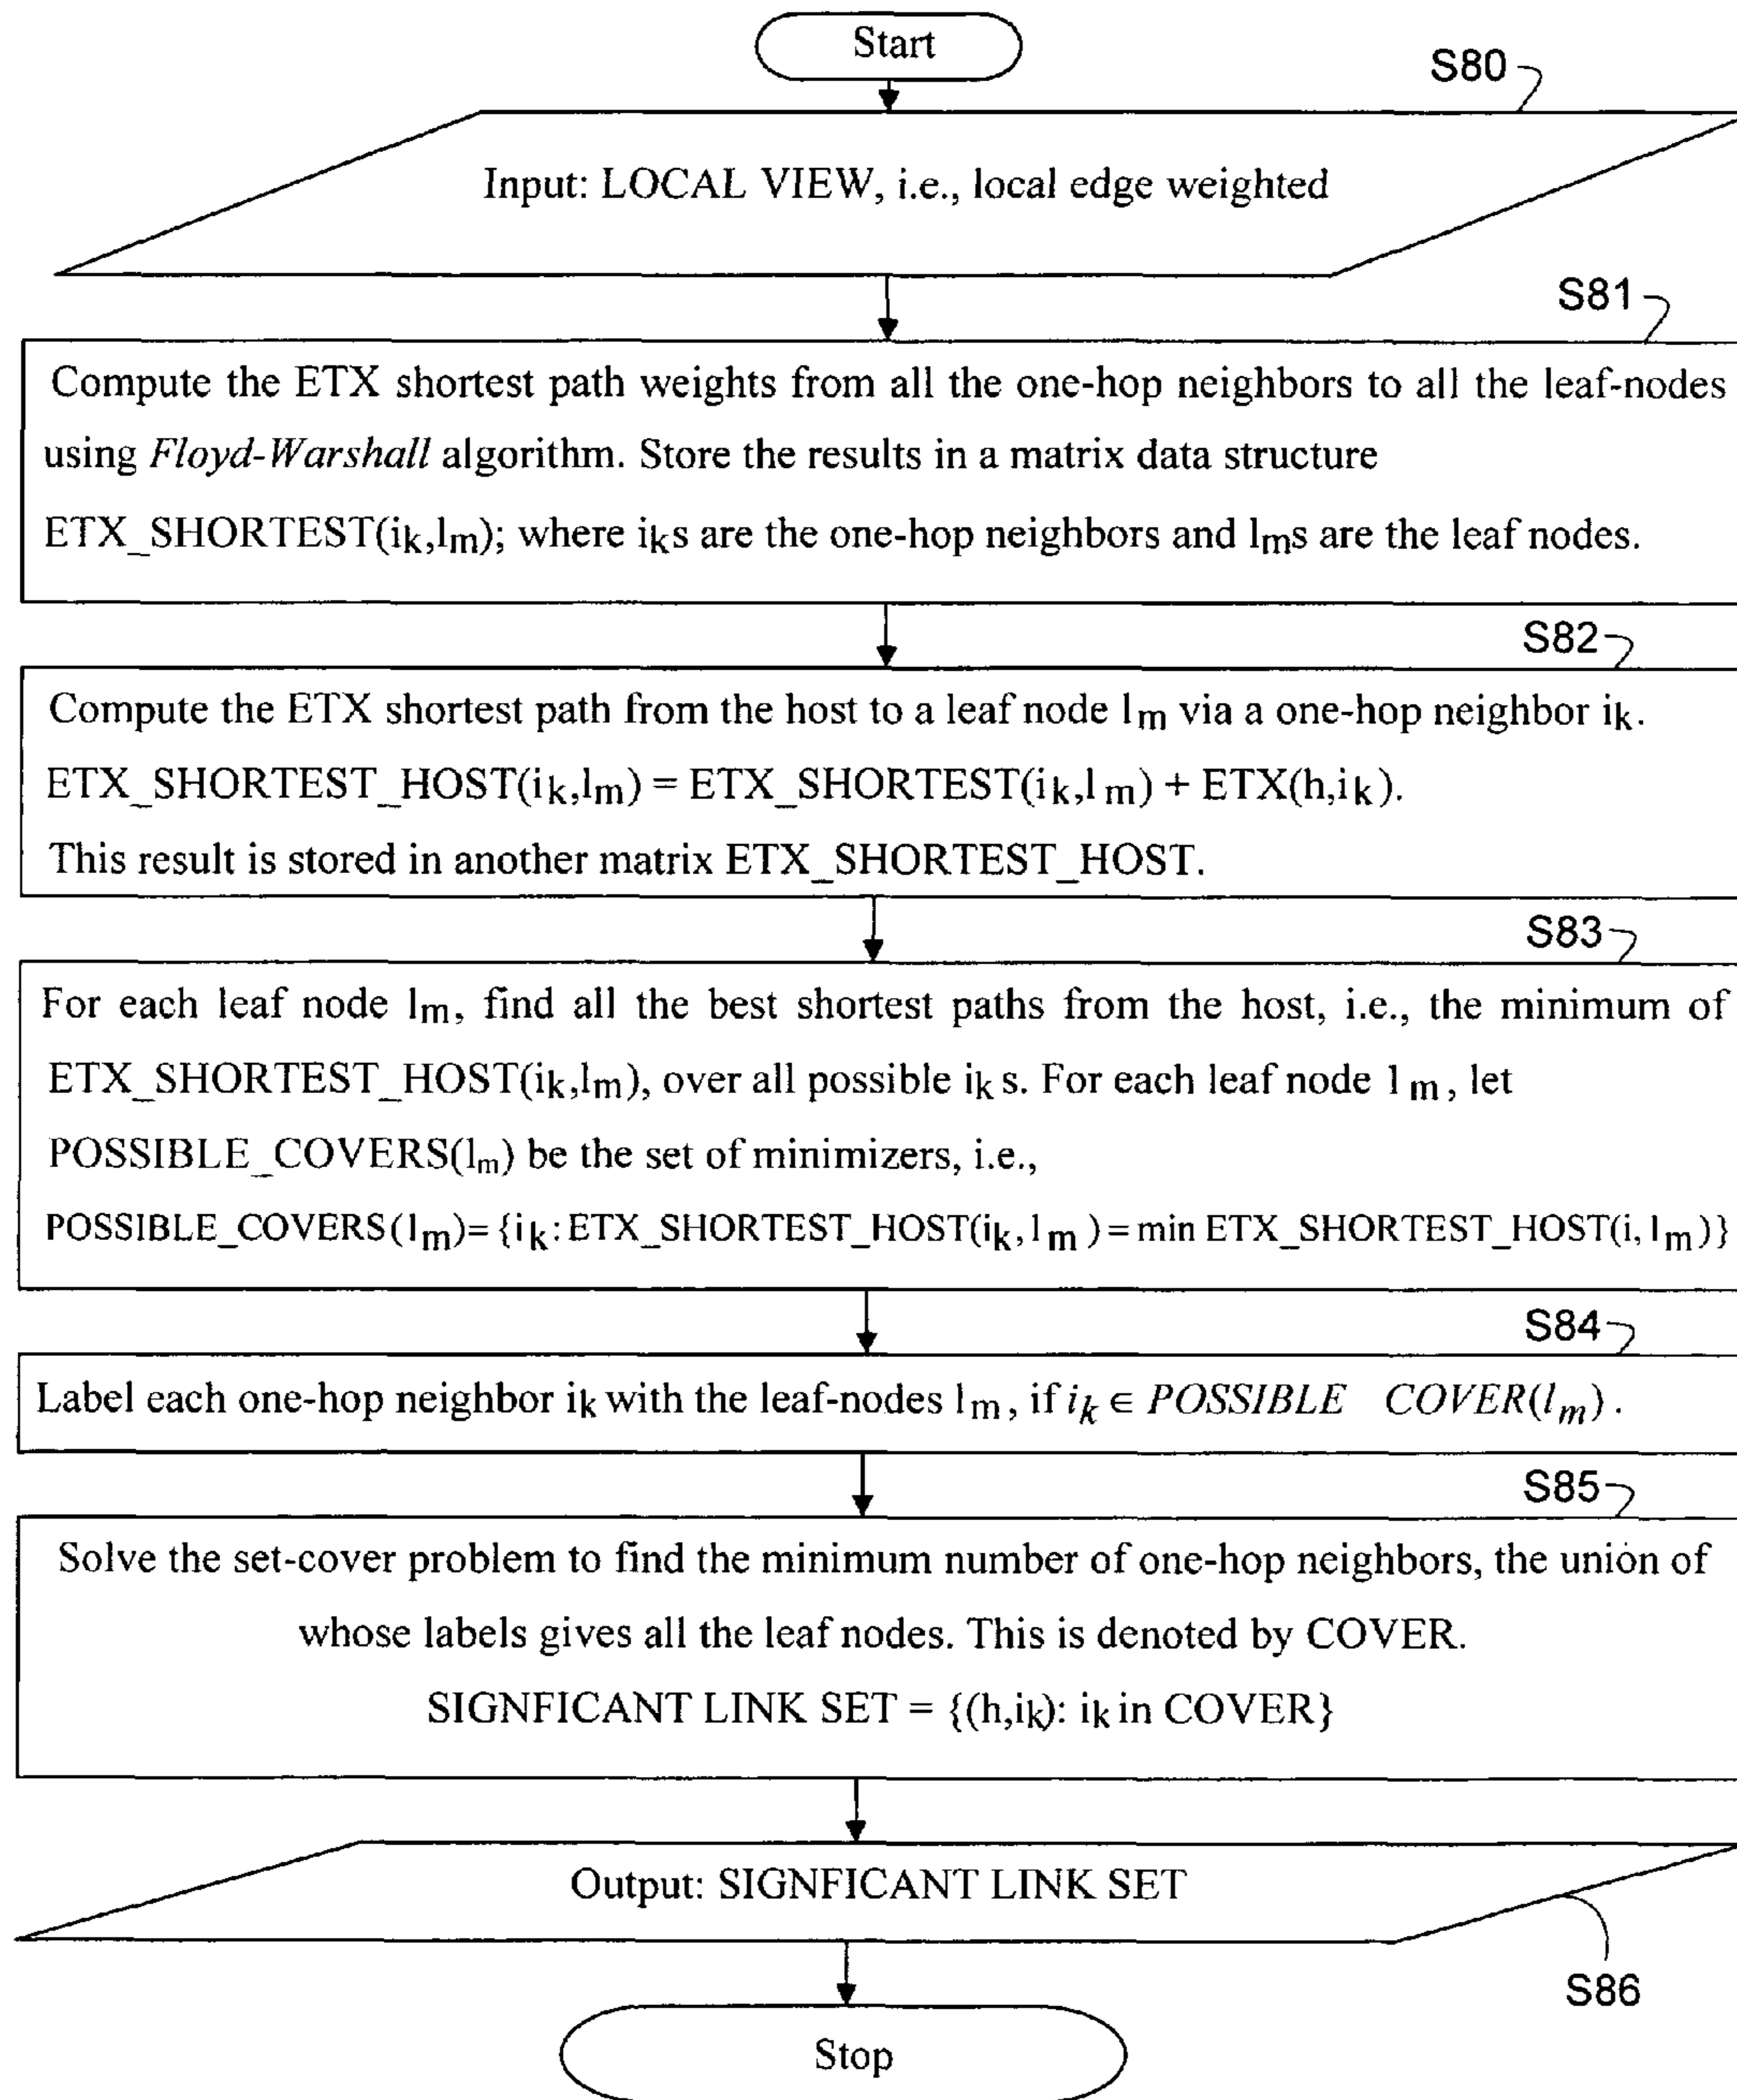 Start
S80
Input: LOCAL VIEW, i.e., local edge weighted
S81
Compute the ETX shortest path weights from all the one-hop neighbors to all the leaf-nodes
using Floyd-Warshall algorithm. Store the results in a matrix data structure
ETX_SHORTEST(ik,lm); where iks are the one-hop neighbors and lms are the leaf nodes.
S82
Compute the ETX shortest path from the host to a leaf node lm via a one-hop neighbor ik.
ETX_SHORTEST_HOST(ik,lm) = ETX_SHORTEST(ik,lm) + ETX(h,ik).
This result is stored in another matrix ETX_SHORTEST_HOST.
S83
For each leaf node lm, find all the best shortest paths from the host, i.e., the minimum of
ETX_SHORTEST_HOST(ik,lm), over all possible ik s. For each leaf node lm, let
POSSIBLE_COVERS(lm) be the set of minimizers, i.e.,
POSSIBLE_COVERS(lm)={ik:ETX_SHORTEST_HOST(ik,lm)=min ETX_SHORTEST_HOST(i,lm)}
S84
Label each one-hop neighbor ik with the leaf-nodes lm, if ik ∈ POSSIBLE COVER(lm).
S85
Solve the set-cover problem to find the minimum number of one-hop neighbors, the union of
whose labels gives all the leaf nodes. This is denoted by COVER.
SIGNFICANT LINK SET = {(h,ik): ik in COVER}
Output: SIGNFICANT LINK SET
S86
Stop